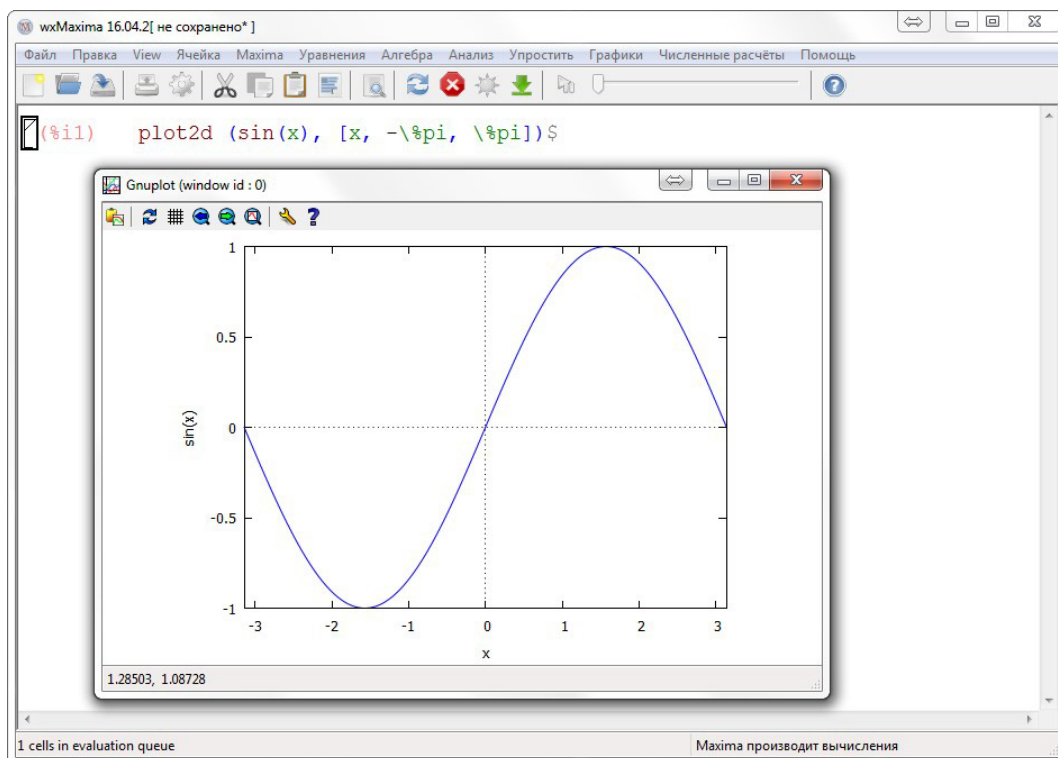 wxMaxima 16.04.2[ не сохранено* ]
Файл Правка View Ячейка Maxima Уравнения Алгебра Анализ Упростить Графики Численные расчёты Помощь
(%i1) plot2d (sin(x), [x, -\%pi, \%pi])$
Gnuplot (window id : 0)
1
0.5
0
-0.5
-1
sin(x)
-3 -2 -1 0 1 2 3
x
1.28503, 1.08728
1 cells in evaluation queue Maxima производит вычисления